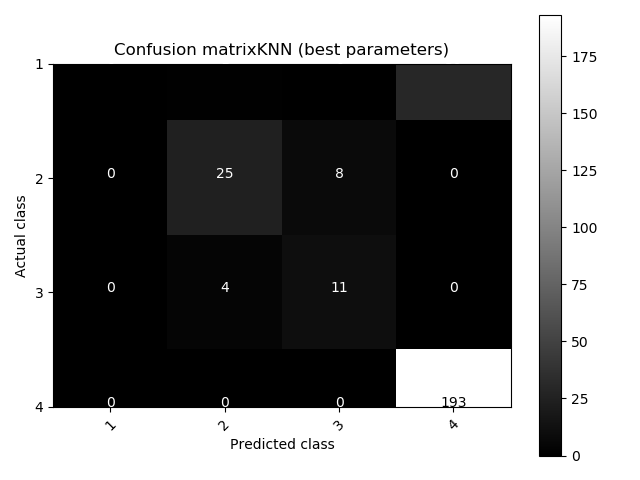 Confusion matrixKNN (best parameters)
1
2
3
4
Actual class
0 25 8 0
0 4 11 0
0 0 0 193
1 2 3 4
Predicted class
175
150
125
100
75
50
25
0